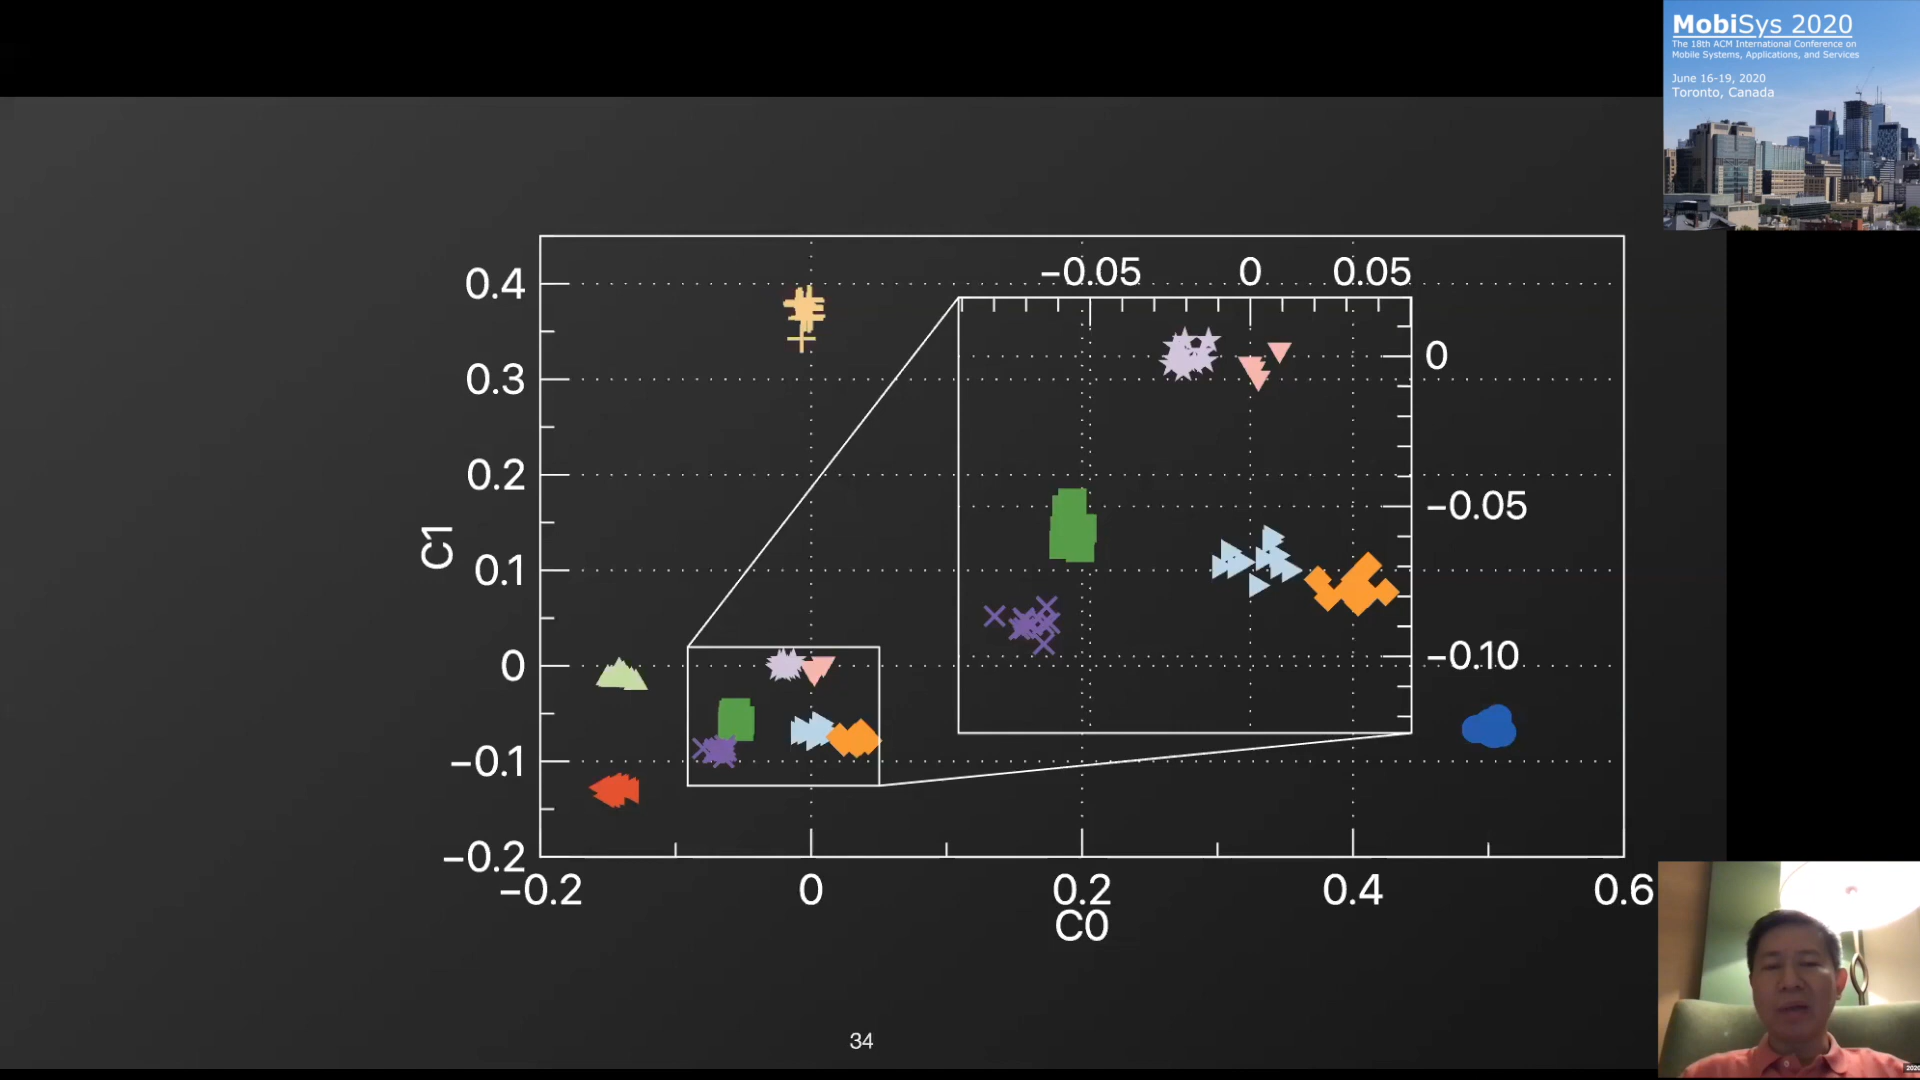 MobiSys 2020
The 18th ACM International Conference on
Mobile Systems, Applications, and Services
June 16-19, 2020
Toronto, Canada
−0.05 0 0.05
0.4
0.3
0.2
0.1
0
−0.1
−0.2
C1
0
−0.05
−0.10
−0.2 0 0.2 0.4 0.6
C0
34
2020